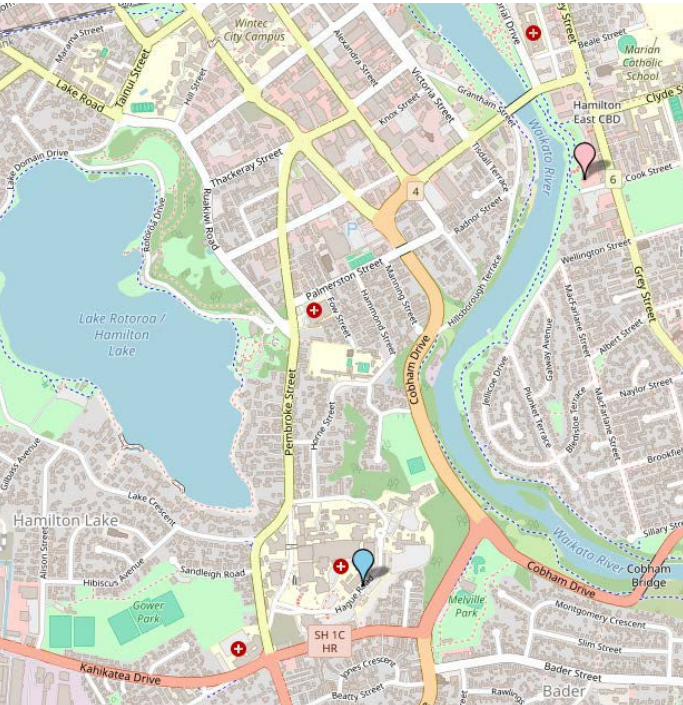 Wintec
City Campus
Marama Street
Tainui Street
Lake Road
Hill Street
Alexandra Street
Victoria Street
Knox Street
Grantham Street
Beale Street
Marian
Catholic
School
Hamilton
East CBD
Clyde
Waikato River
Cook Street
6
Lake Domain Drive
Thackeray Street
Tisdall Terrace
4
Radnor Street
Rotoroa Drive
Ruakiwi Road
P
Wellington Street
Palmerston Street
Manning Street
Hillsborough Terrace
Grey Street
MacFarlane Street
Albert Street
Lake Rotoroa /
Hamilton
Lake
Fow Street
Hammond Street
Galway Avenue
Jellicoe Drive
Cobham Drive
Pembroke Street
Plunket Terrace
Bledisloe Terrace
MacFarlane Street
Naylor Street
Horne Street
Gilbass Avenue
Lake Crescent
Hamilton Lake
Alison Street
Sandleigh Road
Hibiscus Avenue
Gower
Park
Hague Road
Waikato River
Cobham Drive
Cobham
Bridge
Melville
Park
Montgomery Crescent
SH 1C
HR
Slim Street
Kahikatea Drive
Jones Crescent
Bader Street
Beatty Street
Rawlings
Bader